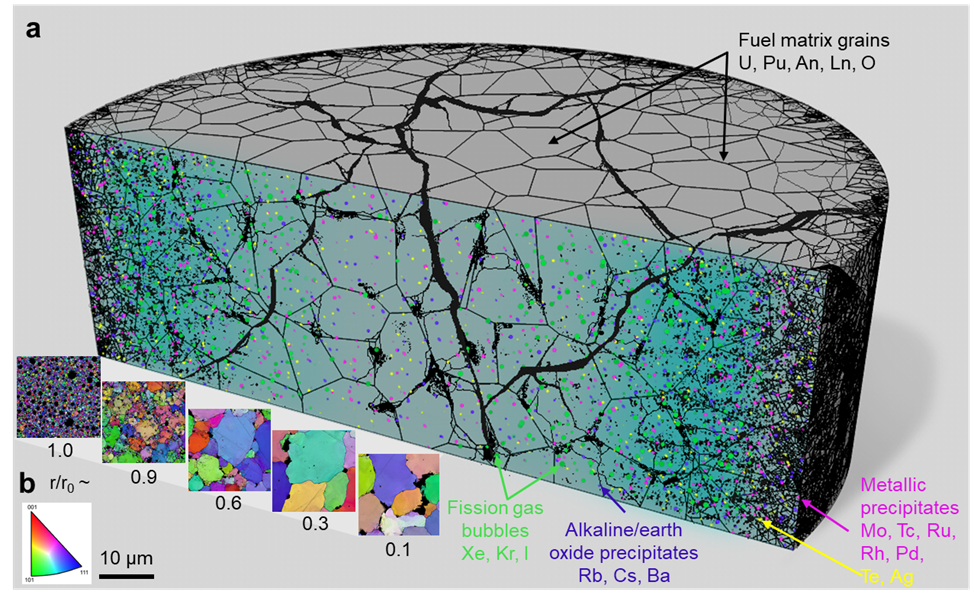 a
Fuel matrix grains
U, Pu, An, Ln, O
1.0
0.9
0.6
0.3
0.1
b
r/r0 ~
001
101
111
10 µm
Fission gas
bubbles
Xe, Kr, I
Alkaline/earth
oxide precipitates
Rb, Cs, Ba
Metallic
precipitates
Mo, Tc, Ru,
Rh, Pd,
Te, Ag